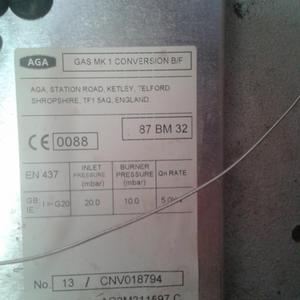 AGA
GAS MK 1 CONVERSION B/F
AGA, STATION ROAD, KETLEY, TELFORD
SHROPSHIRE, TF1 5AQ, ENGLAND.
CE 0088
87 BM 32
EN 437 INLET PRESSURE (mbar) BURNER PRESSURE (mbar) Qn RATE
GB: IE: G20 20.0 10.0
No. 13 / CNV018794